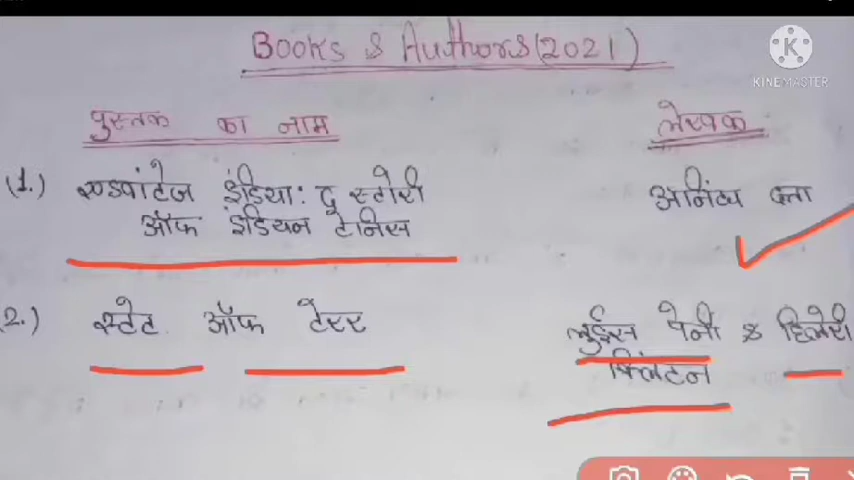 Books & Authors (2021)
KINEMASTER
पुस्तक का नाम
लेखक
(1.) एडवांटेज इंडिया: द स्टोरी
ऑफ इंडियन टेनिस
अनिंद्य दत्ता
(2.) स्टेट ऑफ टेरर
लुईस पेनी & हिलेरी
क्लिंटन